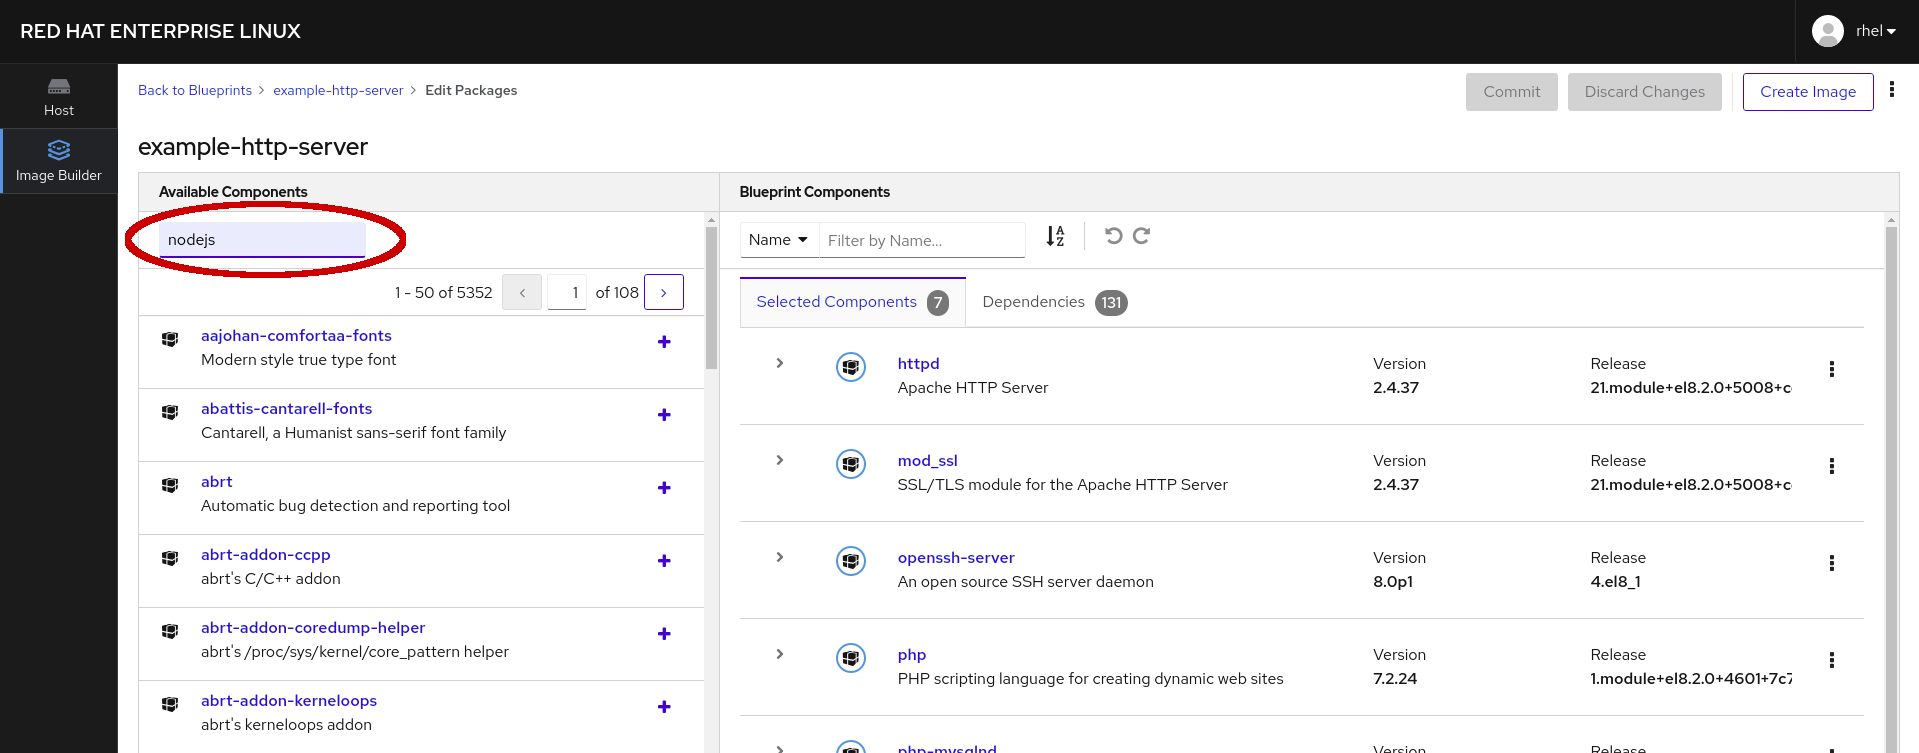 RED HAT ENTERPRISE LINUX
rhel
Host
Image Builder
Back to Blueprints > example-http-server > Edit Packages
Commit
Discard Changes
Create Image
example-http-server
Available Components
nodejs
1 - 50 of 5352
1 of 108
aajohan-comfortaa-fonts
Modern style true type font
abattis-cantarell-fonts
Cantarell, a Humanist sans-serif font family
abrt
Automatic bug detection and reporting tool
abrt-addon-ccpp
abrt's C/C++ addon
abrt-addon-coredump-helper
abrt's /proc/sys/kernel/core_pattern helper
abrt-addon-kerneloops
abrt's kerneloops addon
Blueprint Components
Name
Filter by Name...
A
Z
Selected Components 7
Dependencies 131
httpd
Apache HTTP Server
Version
2.4.37
Release
21.module+el8.2.0+5008+c
mod_ssl
SSL/TLS module for the Apache HTTP Server
Version
2.4.37
Release
21.module+el8.2.0+5008+c
openssh-server
An open source SSH server daemon
Version
8.0p1
Release
4.el8_1
php
PHP scripting language for creating dynamic web sites
Version
7.2.24
Release
1.module+el8.2.0+4601+7c7
php-mysqlnd
Version
Release